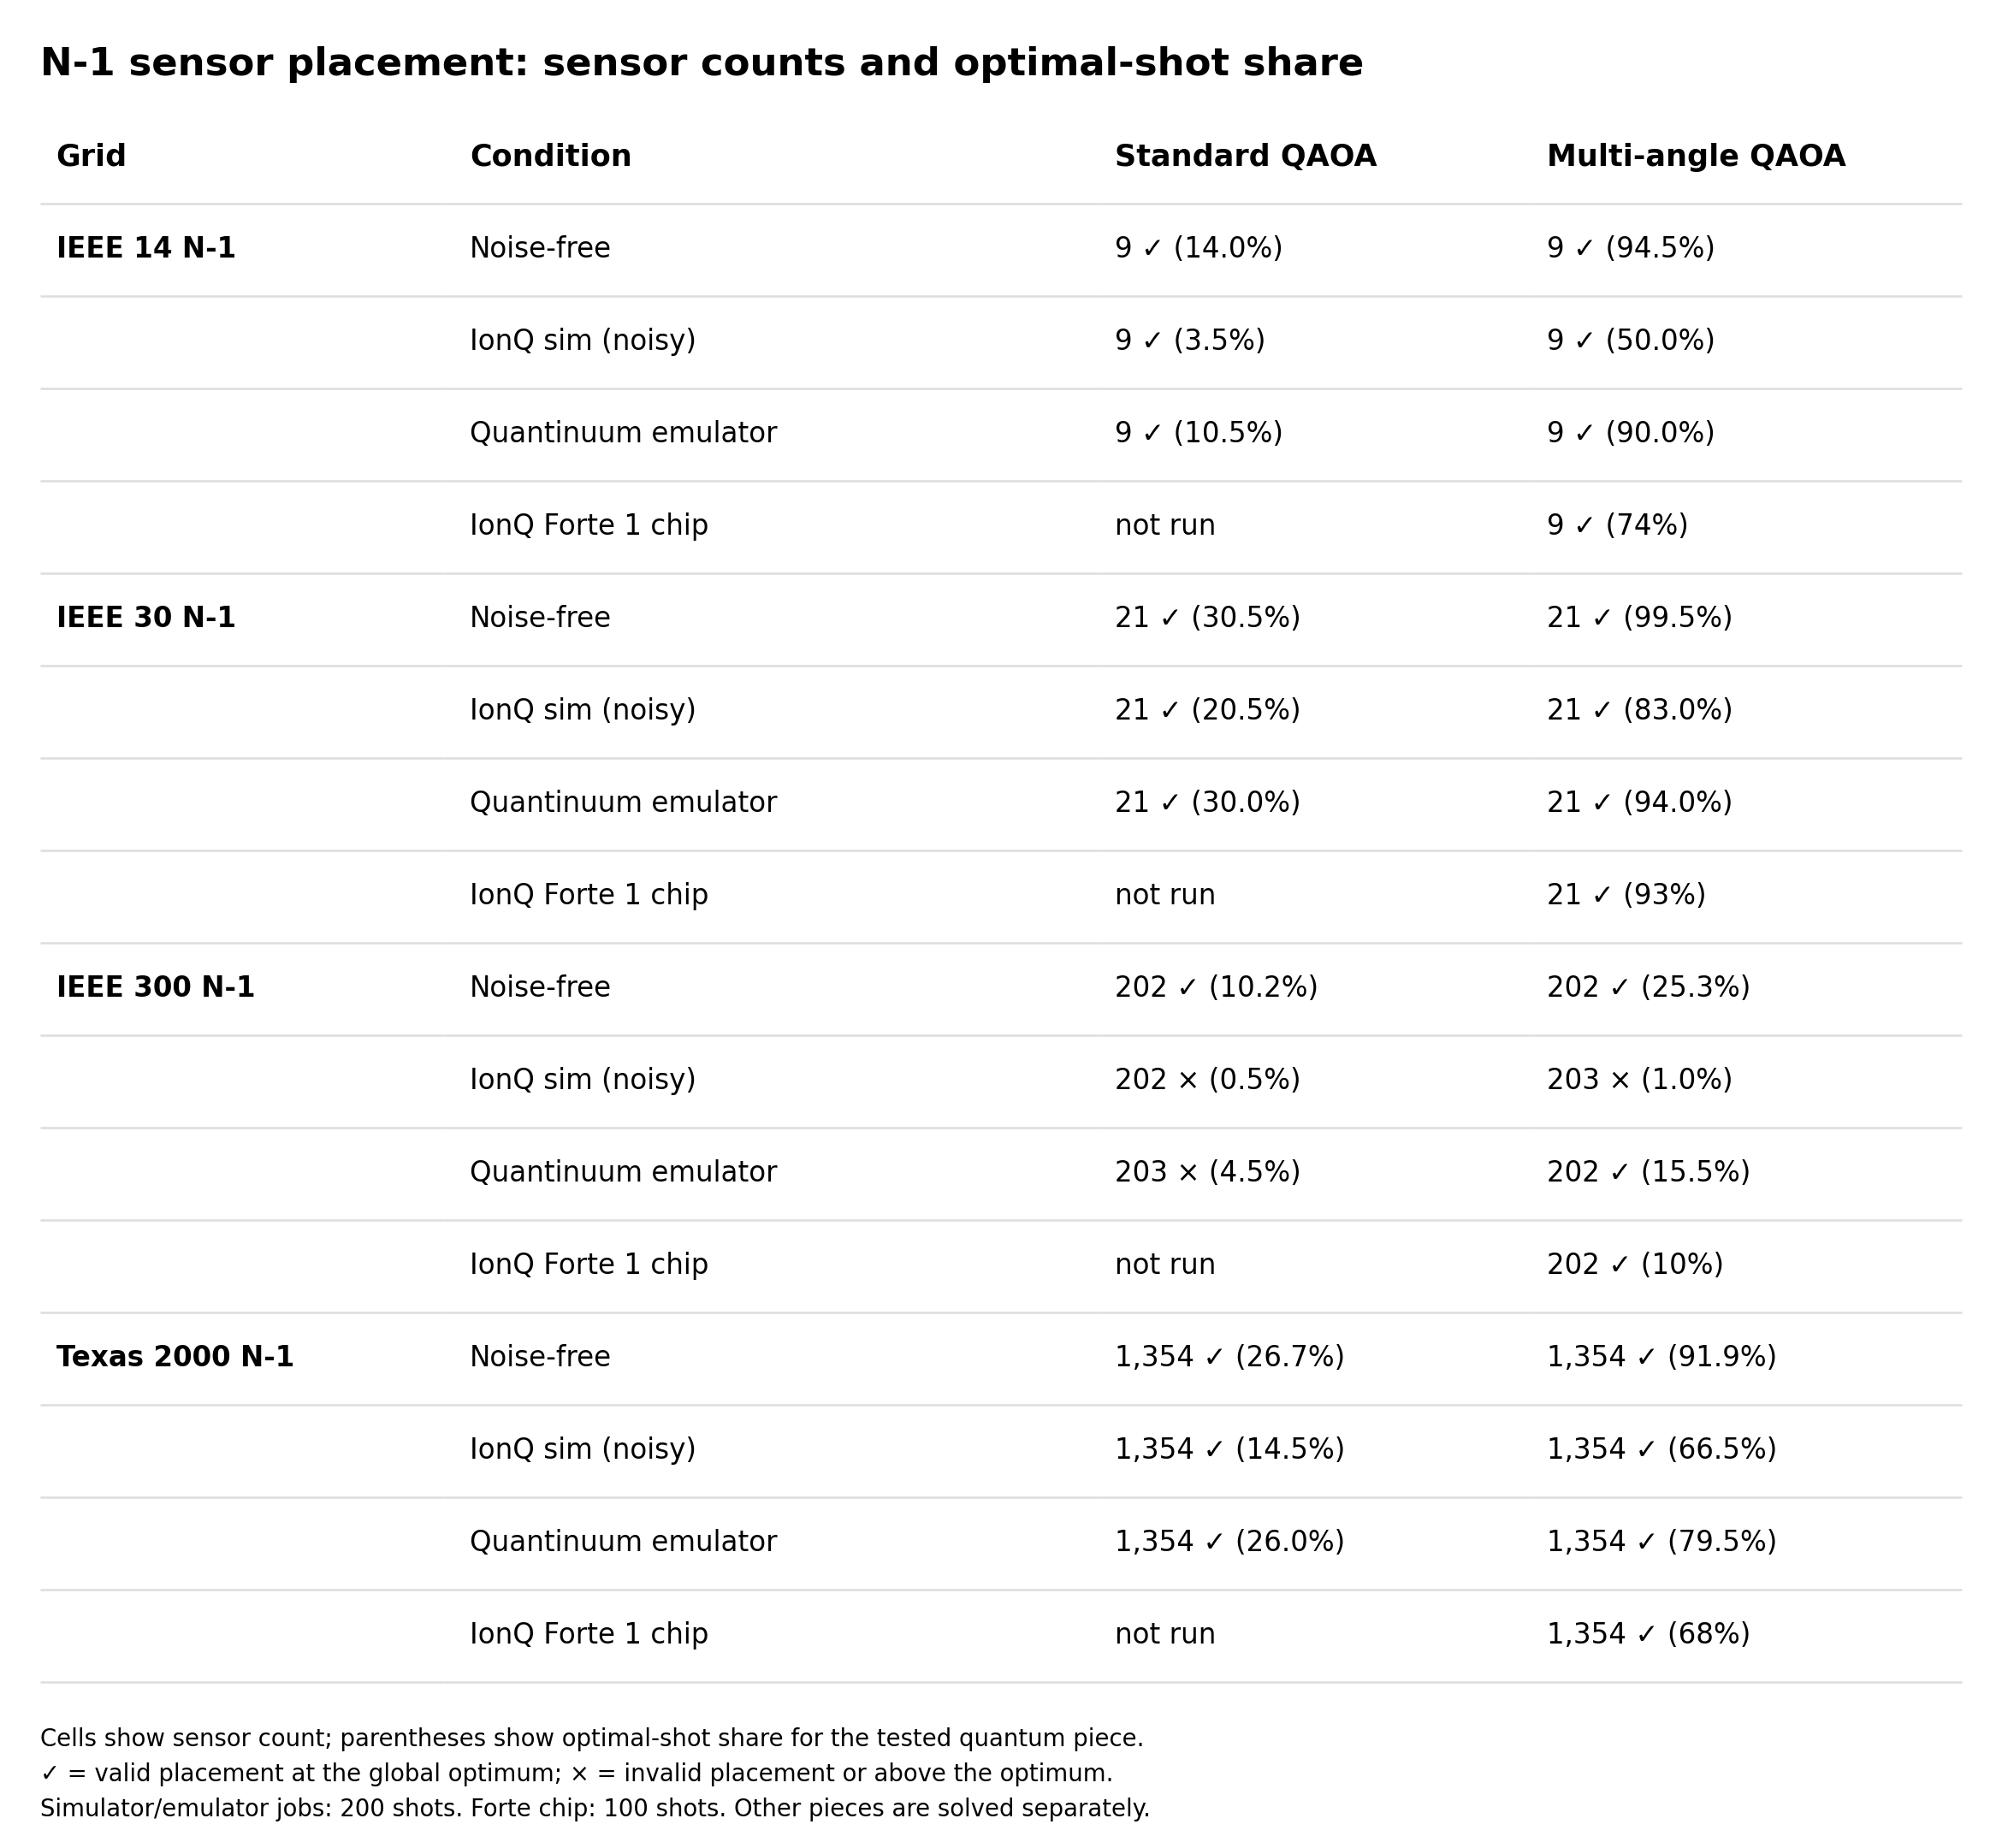 N-1 sensor placement: sensor counts and optimal-shot share
Grid Condition Standard QAOA Multi-angle QAOA
IEEE 14 N-1 Noise-free 9 ✓ (14.0%) 9 ✓ (94.5%)
IonQ sim (noisy) 9 ✓ (3.5%) 9 ✓ (50.0%)
Quantinuum emulator 9 ✓ (10.5%) 9 ✓ (90.0%)
IonQ Forte 1 chip not run 9 ✓ (74%)
IEEE 30 N-1 Noise-free 21 ✓ (30.5%) 21 ✓ (99.5%)
IonQ sim (noisy) 21 ✓ (20.5%) 21 ✓ (83.0%)
Quantinuum emulator 21 ✓ (30.0%) 21 ✓ (94.0%)
IonQ Forte 1 chip not run 21 ✓ (93%)
IEEE 300 N-1 Noise-free 202 ✓ (10.2%) 202 ✓ (25.3%)
IonQ sim (noisy) 202 × (0.5%) 203 × (1.0%)
Quantinuum emulator 203 × (4.5%) 202 ✓ (15.5%)
IonQ Forte 1 chip not run 202 ✓ (10%)
Texas 2000 N-1 Noise-free 1,354 ✓ (26.7%) 1,354 ✓ (91.9%)
IonQ sim (noisy) 1,354 ✓ (14.5%) 1,354 ✓ (66.5%)
Quantinuum emulator 1,354 ✓ (26.0%) 1,354 ✓ (79.5%)
IonQ Forte 1 chip not run 1,354 ✓ (68%)
Cells show sensor count; parentheses show optimal-shot share for the tested quantum piece.
✓ = valid placement at the global optimum; × = invalid placement or above the optimum.
Simulator/emulator jobs: 200 shots. Forte chip: 100 shots. Other pieces are solved separately.